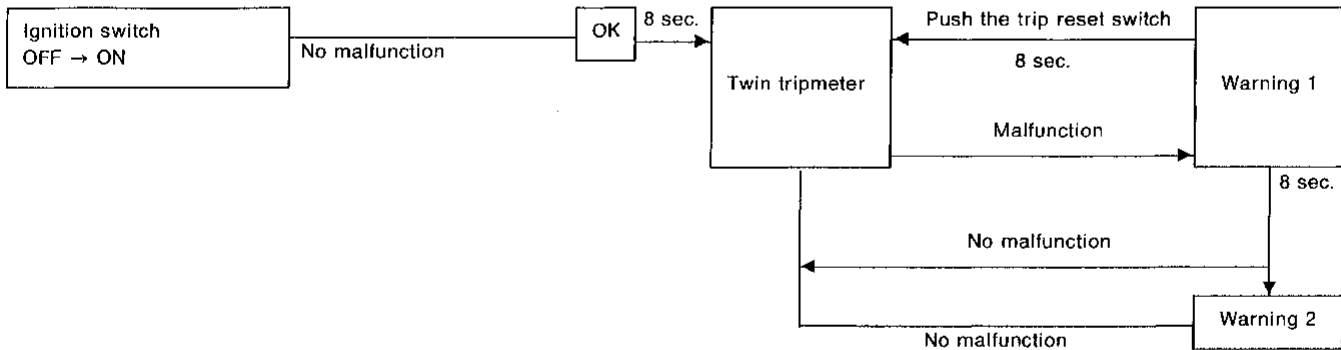 Ignition switch
OFF → ON
No malfunction
OK
8 sec.
Twin tripmeter
Push the trip reset switch
8 sec.
Malfunction
Warning 1
8 sec.
No malfunction
Warning 2
No malfunction